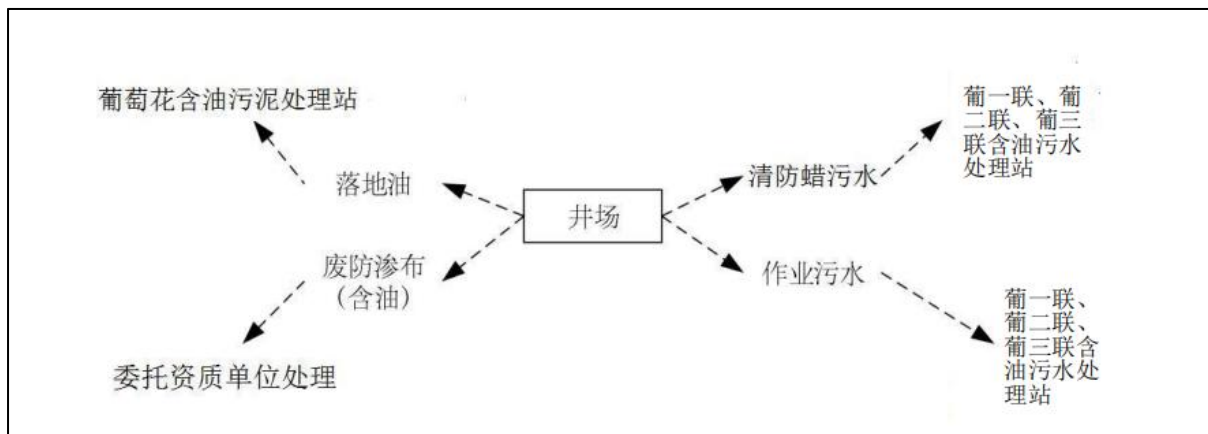 葡萄花含油污泥处理站
落地油
废防渗布
(含油)
委托资质单位处理
井场
清防蜡污水
作业污水
葡一联、葡
二联、葡三
联含油污水
处理站
葡一联、
葡二联、
葡三联含
油污水处
理站